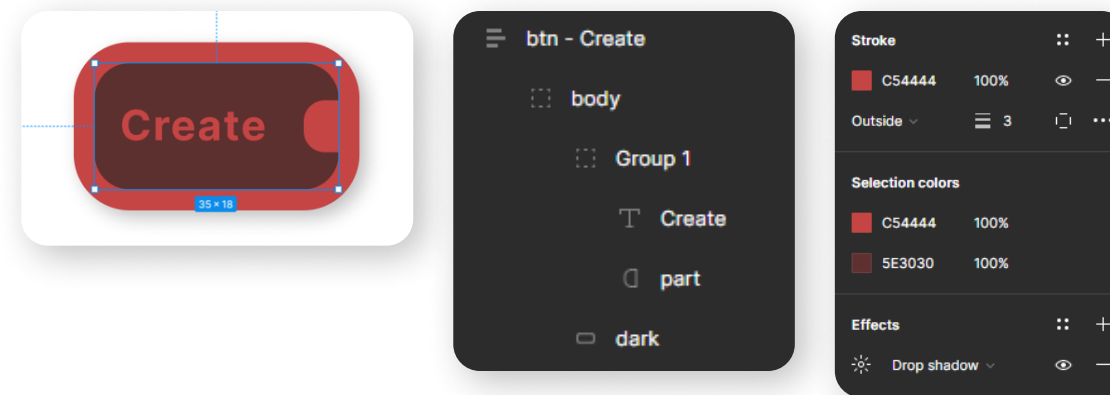 Create
35 × 18
btn - Create
body
Group 1
Create
part
dark
Stroke
C54444 100%
Outside 3
Selection colors
C54444 100%
5E3030 100%
Effects
Drop shadow